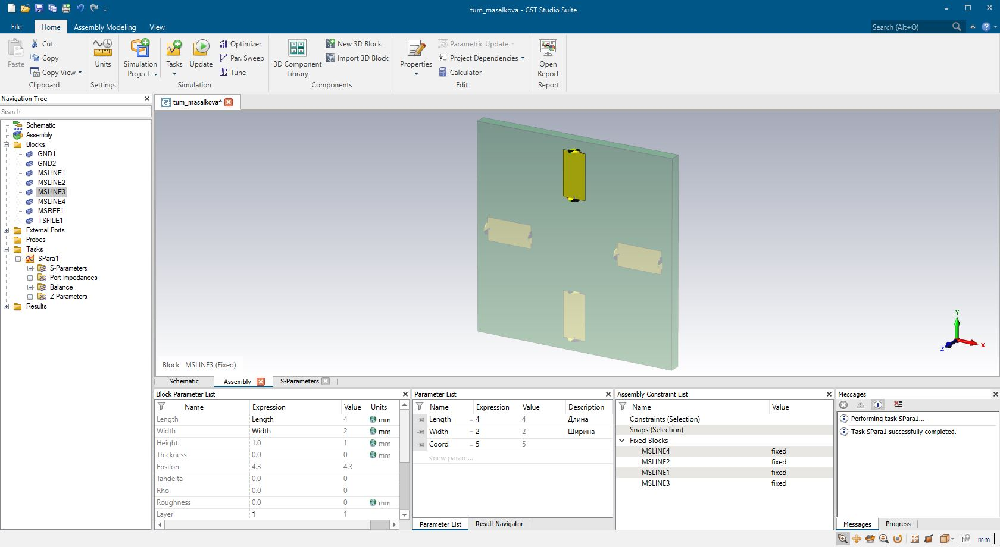 tum_masalkova - CST Studio Suite
File Home Assembly Modeling View Search (Alt+Q)
Paste Cut Copy Copy View
Clipboard
Units
Settings
Simulation Project Tasks Update Optimizer Par. Sweep Tune
Simulation
3D Component Library New 3D Block Import 3D Block
Components
Properties Parametric Update Project Dependencies Calculator
Edit
Open Report
Report
Navigation Tree
Search
Schematic
Assembly
Blocks
GND1
GND2
MSLINE1
MSLINE2
MSLINE3
MSLINE4
MSREF1
TSFILE1
External Ports
Probes
Tasks
SPara1
S-Parameters
Port Impedances
Balance
Z-Parameters
Results
tum_masalkova*
Y
X
Z
Block MSLINE3 (Fixed)
Schematic Assembly S-Parameters
Block Parameter List
Name Expression Value Units
Length Length 4 mm
Width Width 2 mm
Height 1.0 1 mm
Thickness 0.0 0 mm
Epsilon 4.3 4.3
Tandelta 0.0 0
Rho 0.0 0
Roughness 0.0 0 mm
Layer 1 1
Parameter List
Name Expression Value Description
Length = 4 4 Длина
Width = 2 2 Ширина
Coord = 5 5
<new param...
Parameter List Result Navigator
Assembly Constraint List
Name Value
Constraints (Selection)
Snaps (Selection)
Fixed Blocks
MSLINE4 fixed
MSLINE2 fixed
MSLINE1 fixed
MSLINE3 fixed
Messages
Performing task SPara1...
Task SPara1 successfully completed.
Messages Progress
mm